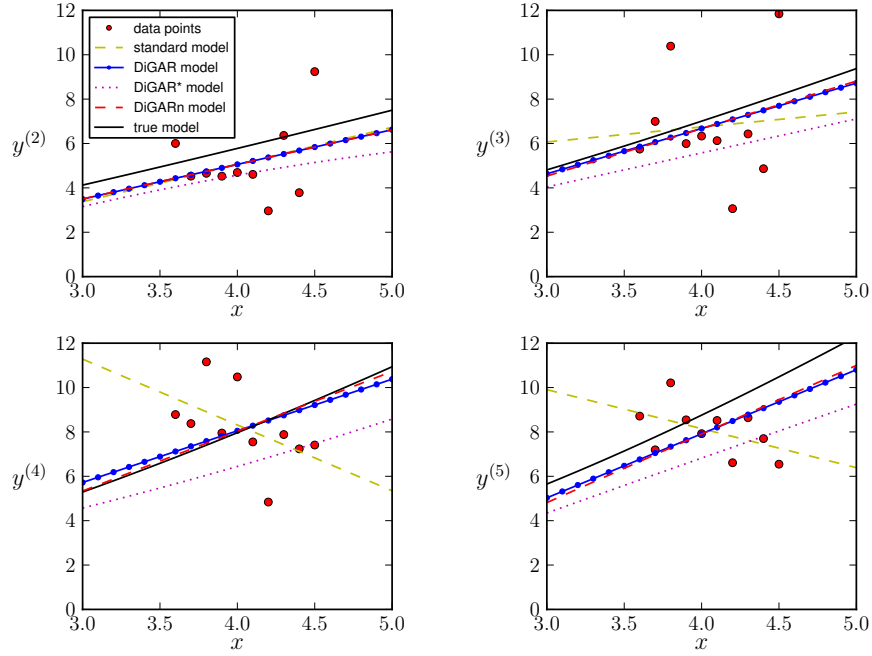 12
10
8
6
4
2
0
y^(2)
data points
standard model
DiGAR model
DiGAR* model
DiGARn model
true model
3.0 3.5 4.0 4.5 5.0
x
12
10
8
6
4
2
0
y^(3)
3.0 3.5 4.0 4.5 5.0
x
12
10
8
6
4
2
0
y^(4)
3.0 3.5 4.0 4.5 5.0
x
12
10
8
6
4
2
0
y^(5)
3.0 3.5 4.0 4.5 5.0
x